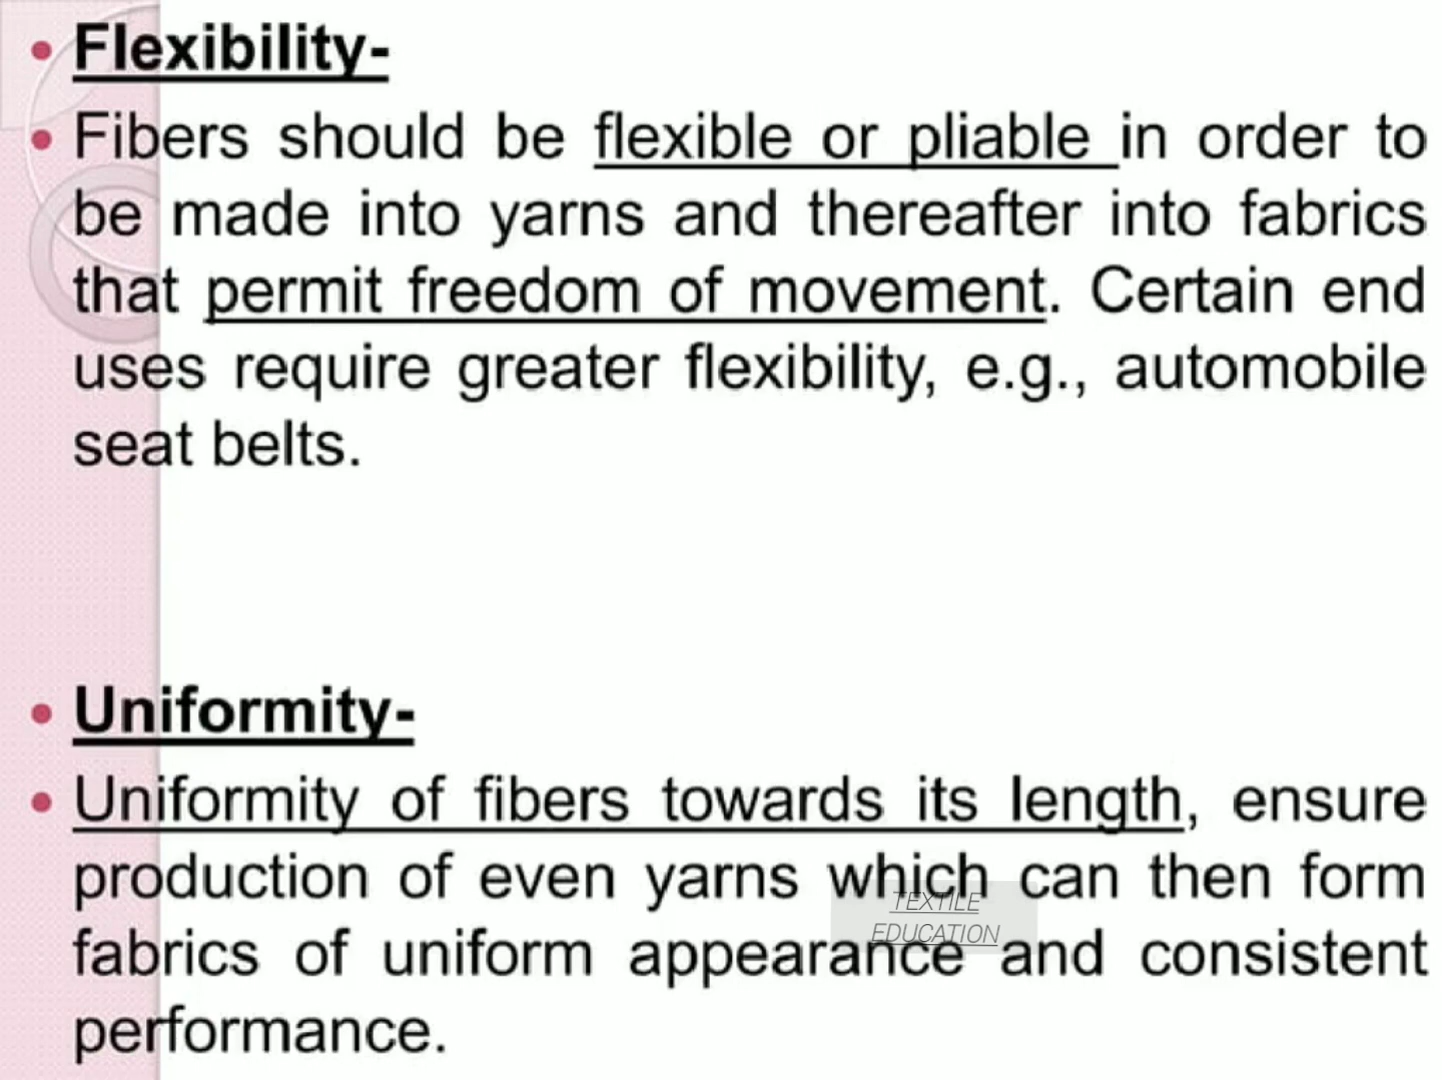 Flexibility-
Fibers should be flexible or pliable in order to
be made into yarns and thereafter into fabrics
that permit freedom of movement. Certain end
uses require greater flexibility, e.g., automobile
seat belts.
Uniformity-
Uniformity of fibers towards its length, ensure
production of even yarns which can then form
TEXTILE
EDUCATION
fabrics of uniform appearance and consistent
performance.